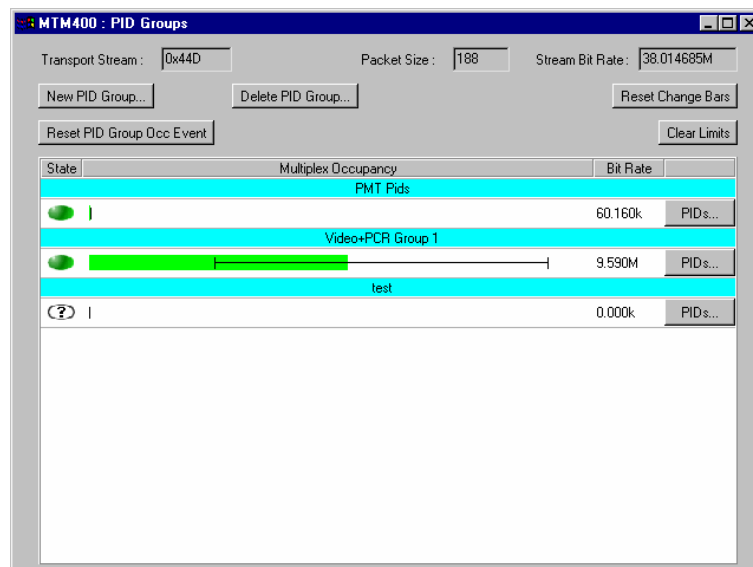 MTM400 : PID Groups
Transport Stream : 0x44D Packet Size : 188 Stream Bit Rate : 38.014685M
New PID Group... Delete PID Group... Reset Change Bars
Reset PID Group Occ Event Clear Limits
State Multiplex Occupancy Bit Rate
PMT Pids
60.160k PIDs...
Video+PCR Group 1
9.590M PIDs...
test
(?) 0.000k PIDs...